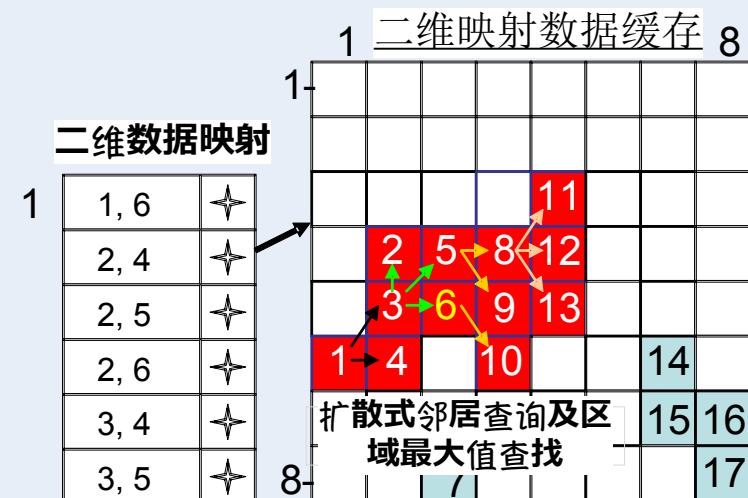 二维映射数据缓存
1 8
1
二维数据映射
1
1, 6
2, 4
2, 5
2, 6
3, 4
3, 5
11
2 5 8 12
3 6 9 13
1 4 10 14
15 16
扩散式邻居查询及区
域最大值查找
8 7 17